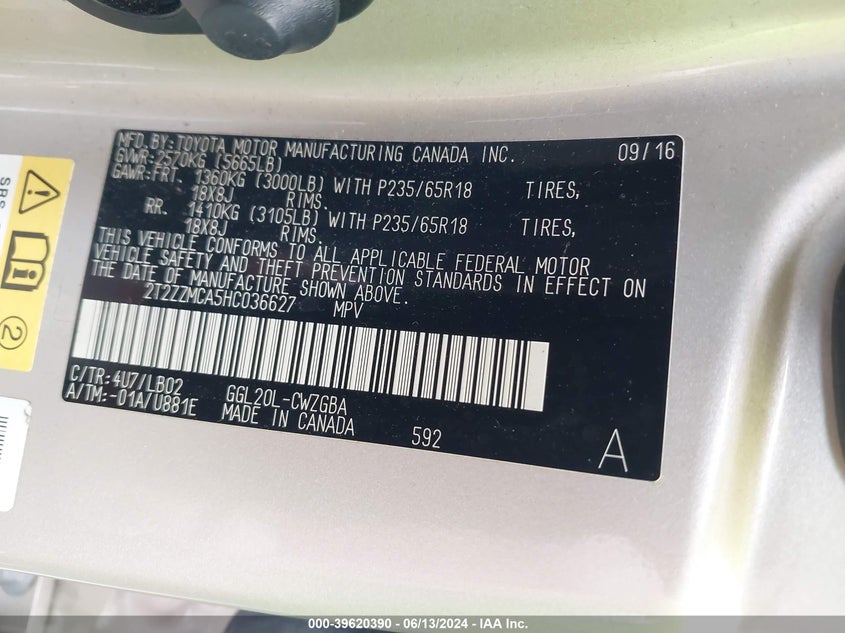 MFD. BY: TOYOTA MOTOR MANUFACTURING CANADA INC. 09/16
GVWR: 2570KG (5665LB)
GAWR: FRT. 1360KG (3000LB) WITH P235/65R18 TIRES,
18X8J RIMS.
RR. 1410KG (3105LB) WITH P235/65R18 TIRES,
18X8J RIMS.
THIS VEHICLE CONFORMS TO ALL APPLICABLE FEDERAL MOTOR
VEHICLE SAFETY AND THEFT PREVENTION STANDARDS IN EFFECT ON
THE DATE OF MANUFACTURE SHOWN ABOVE.
2T2ZZMCA5HC036627 MPV
C/TR: 4U7/LB02 GGL20L-CWZGBA
A/TM: -01A/U881E MADE IN CANADA 592
A
SRS
2
000-39620390 - 06/13/2024 - IAA Inc.